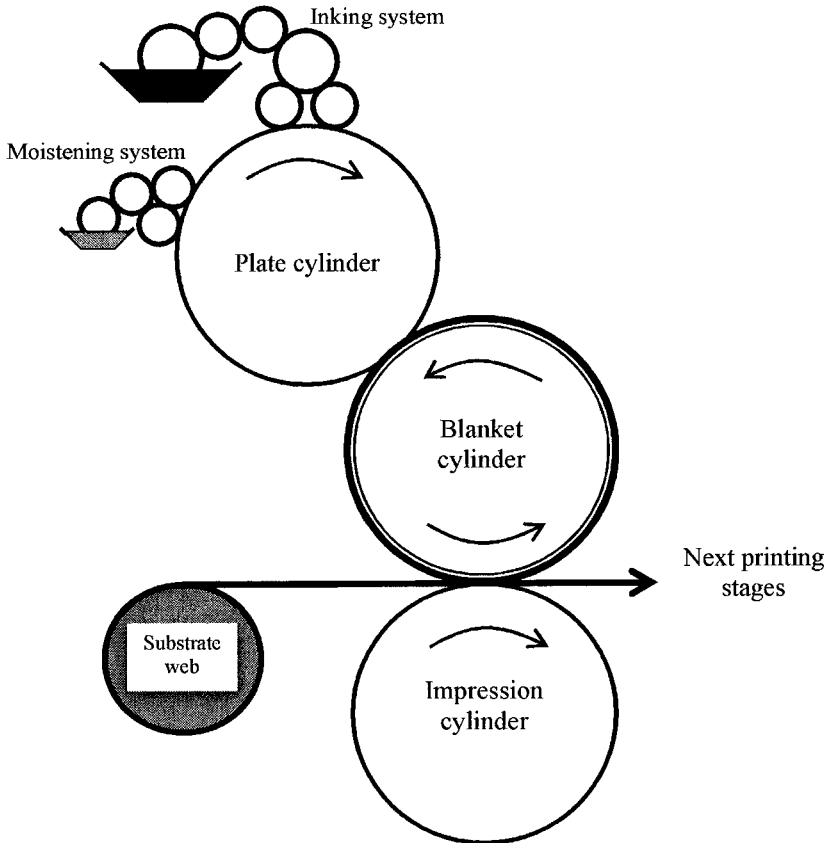 Inking system
Moistening system
Plate cylinder
Blanket
cylinder
Next printing
stages
Substrate
web
Impression
cylinder